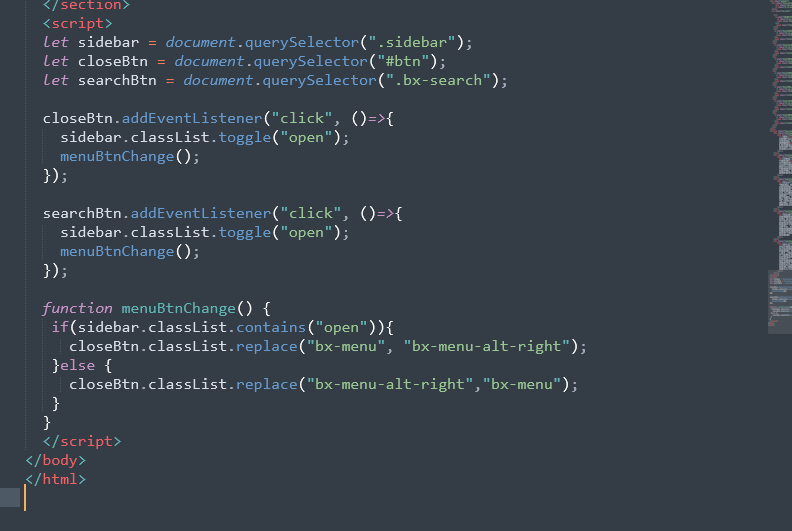 </section>
<script>
let sidebar = document.querySelector(".sidebar");
let closeBtn = document.querySelector("#btn");
let searchBtn = document.querySelector(".bx-search");

closeBtn.addEventListener("click", ()=>{
  sidebar.classList.toggle("open");
  menuBtnChange();
});

searchBtn.addEventListener("click", ()=>{
  sidebar.classList.toggle("open");
  menuBtnChange();
});

function menuBtnChange() {
 if(sidebar.classList.contains("open")){
   closeBtn.classList.replace("bx-menu", "bx-menu-alt-right");
 }else {
   closeBtn.classList.replace("bx-menu-alt-right","bx-menu");
 }
}
</script>
</body>
</html>